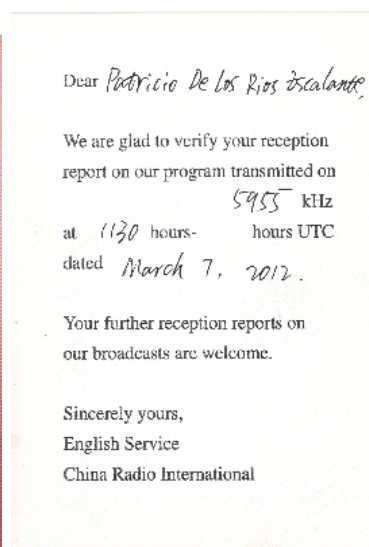 Dear Patricio De Los Rios Escalante,
We are glad to verify your reception
report on our program transmitted on
5955 kHz
at 1130 hours- hours UTC
dated March 7, 2012.
Your further reception reports on
our broadcasts are welcome.
Sincerely yours,
English Service
China Radio International